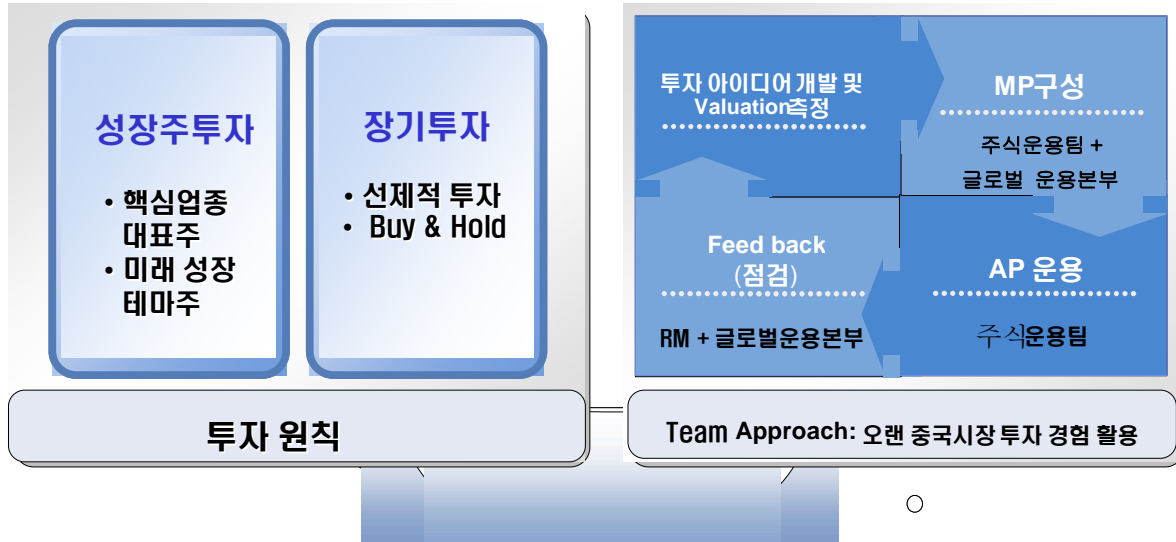 성장주투자
• 핵심업종
대표주
• 미래 성장
테마주
장기투자
• 선제적 투자
• Buy & Hold
투자 원칙
투자 아이디어 개발 및
Valuation측정
MP구성
주식운용팀 +
글로벌 운용본부
Feed back
(점검)
RM + 글로벌운용본부
AP 운용
주식운용팀
Team Approach: 오랜 중국시장 투자 경험 활용